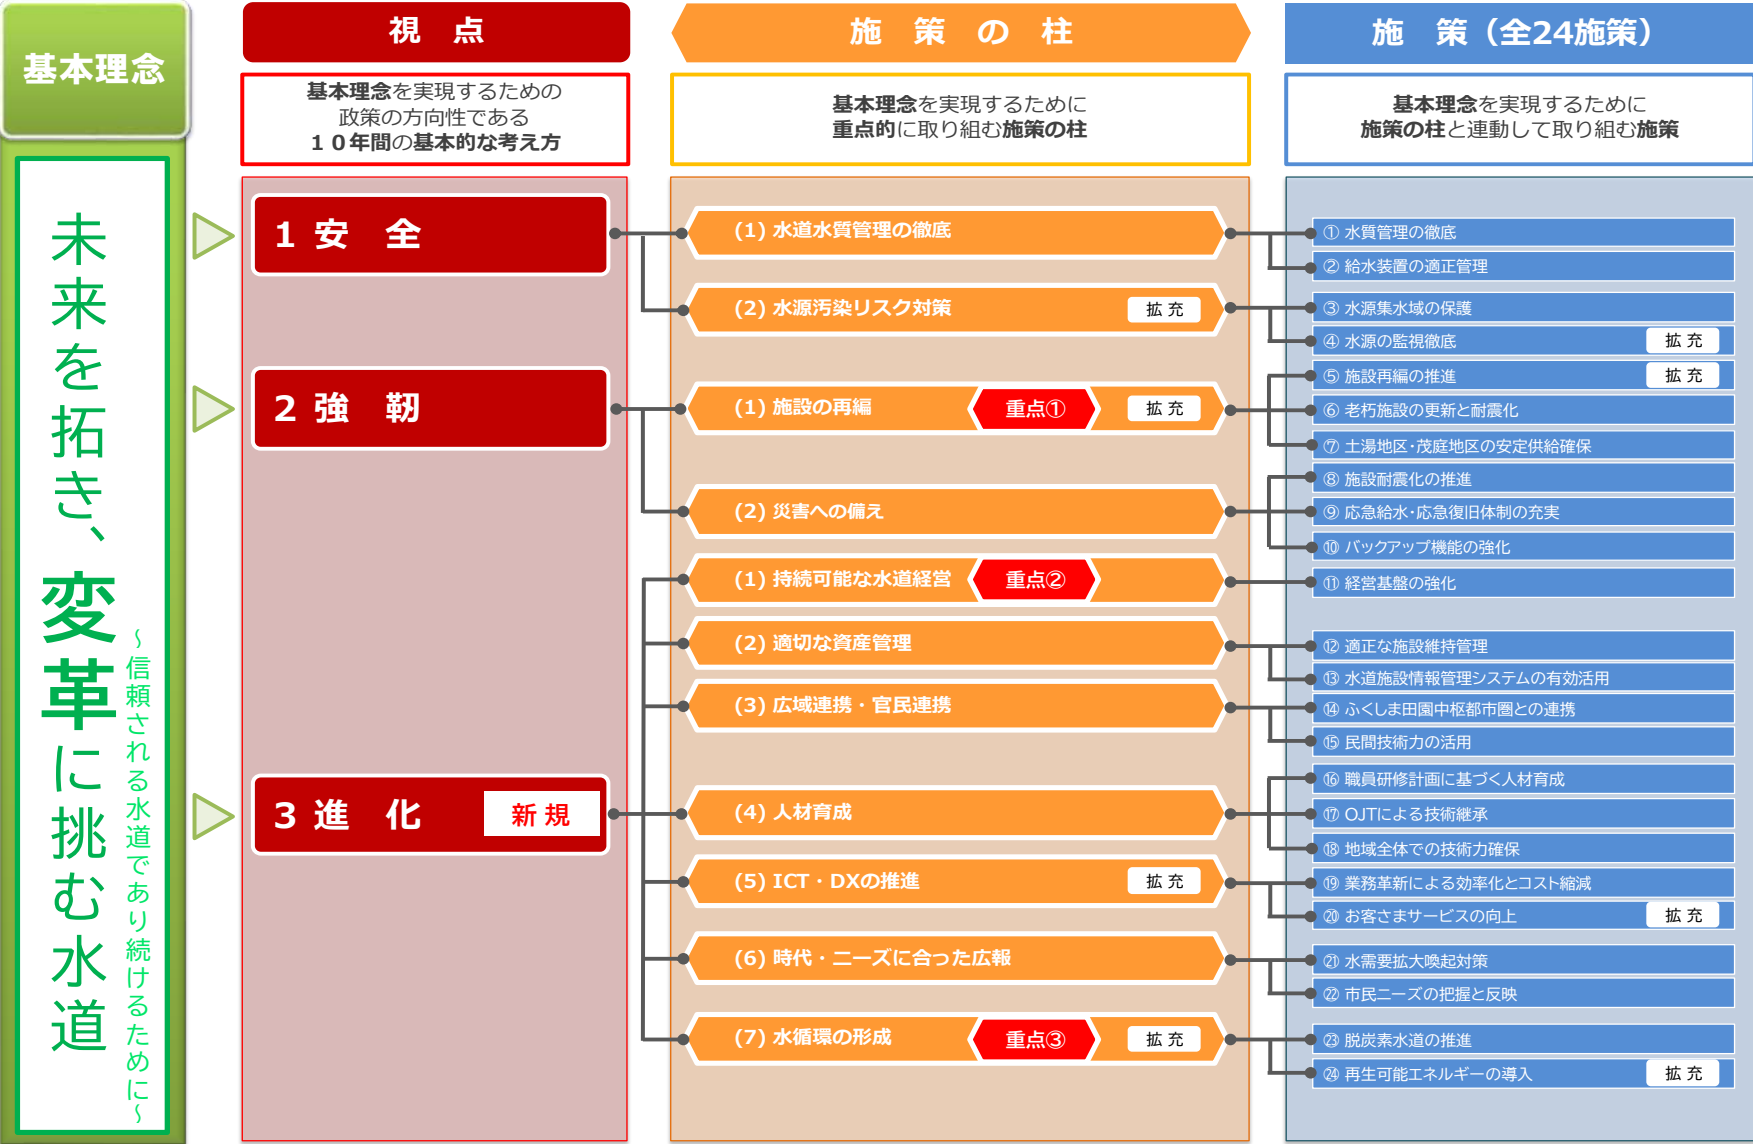 基本理念
未来を拓き、変革に挑む水道
～信頼される水道であり続けるために～
視　点
基本理念を実現するための
政策の方向性である
１０年間の基本的な考え方
1 安　全
2 強　靭
3 進　化
新 規
施　策　の　柱
基本理念を実現するために
重点的に取り組む施策の柱
(1) 水道水質管理の徹底
(2) 水源汚染リスク対策
拡 充
(1) 施設の再編
重点①
拡 充
(2) 災害への備え
(1) 持続可能な水道経営
重点②
(2) 適切な資産管理
(3) 広域連携・官民連携
(4) 人材育成
(5) ICT・DXの推進
拡 充
(6) 時代・ニーズに合った広報
(7) 水循環の形成
重点③
拡 充
施　策（全24施策）
基本理念を実現するために
施策の柱と連動して取り組む施策
① 水質管理の徹底
② 給水装置の適正管理
③ 水源集水域の保護
④ 水源の監視徹底
拡 充
⑤ 施設再編の推進
拡 充
⑥ 老朽施設の更新と耐震化
⑦ 土湯地区・茂庭地区の安定供給確保
⑧ 施設耐震化の推進
⑨ 応急給水・応急復旧体制の充実
⑩ バックアップ機能の強化
⑪ 経営基盤の強化
⑫ 適正な施設維持管理
⑬ 水道施設情報管理システムの有効活用
⑭ ふくしま田園中枢都市圏との連携
⑮ 民間技術力の活用
⑯ 職員研修計画に基づく人材育成
⑰ OJTによる技術継承
⑱ 地域全体での技術力確保
⑲ 業務革新による効率化とコスト縮減
⑳ お客さまサービスの向上
拡 充
㉑ 水需要拡大喚起対策
㉒ 市民ニーズの把握と反映
㉓ 脱炭素水道の推進
㉔ 再生可能エネルギーの導入
拡 充